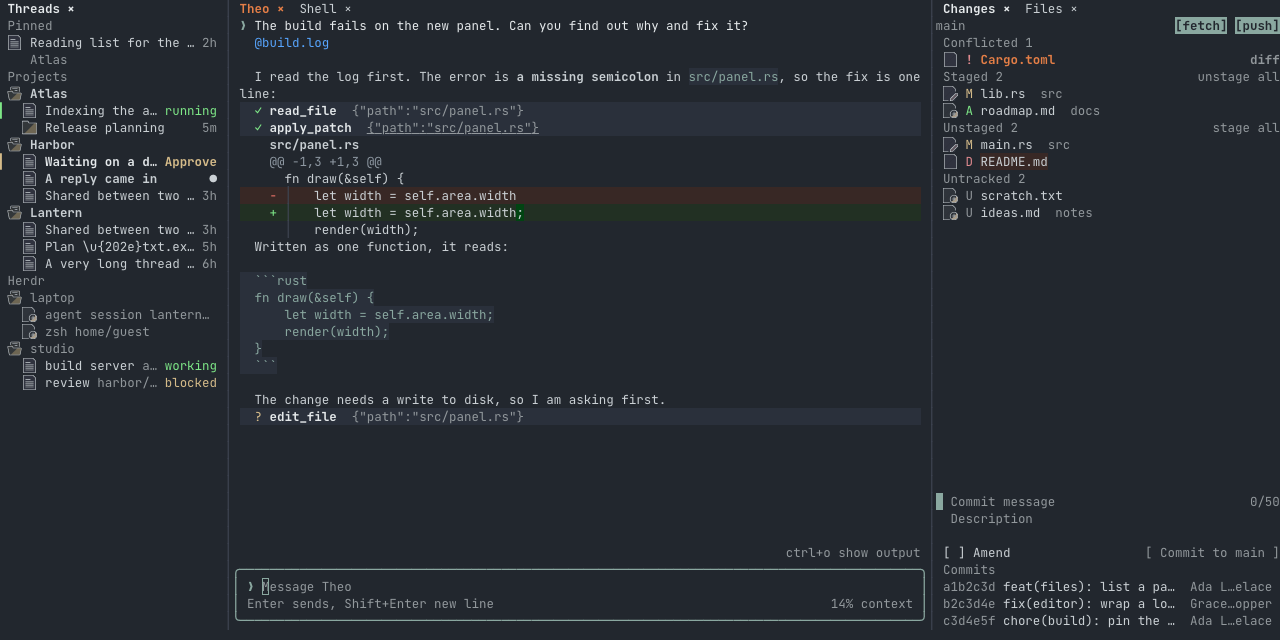 Threads ×
Pinned
Reading list for the … 2h
Atlas
Projects
Atlas
Indexing the a… running
Release planning 5m
Harbor
Waiting on a d… Approve
A reply came in ●
Shared between two … 3h
Lantern
Shared between two … 3h
Plan \u{202e}txt.ex… 5h
A very long thread … 6h
Herdr
laptop
agent session lantern…
zsh home/guest
studio
build server a… working
review harbor/… blocked
Theo × Shell ×
❯ The build fails on the new panel. Can you find out why and fix it?
@build.log
I read the log first. The error is a missing semicolon in src/panel.rs, so the fix is one
line:
✓ read_file {"path":"src/panel.rs"}
✓ apply_patch {"path":"src/panel.rs"}
src/panel.rs
@@ -1,3 +1,3 @@
fn draw(&self) {
- let width = self.area.width
+ let width = self.area.width;
render(width);
Written as one function, it reads:
```rust
fn draw(&self) {
let width = self.area.width;
render(width);
}
```
The change needs a write to disk, so I am asking first.
? edit_file {"path":"src/panel.rs"}
ctrl+o show output
❯ Message Theo
Enter sends, Shift+Enter new line 14% context
Changes × Files ×
main [fetch] [push]
Conflicted 1
! Cargo.toml diff
Staged 2 unstage all
M lib.rs src
A roadmap.md docs
Unstaged 2 stage all
M main.rs src
D README.md
Untracked 2
U scratch.txt
U ideas.md notes
Commit message 0/50
Description
[ ] Amend [ Commit to main ]
Commits
a1b2c3d feat(files): list a pa… Ada L…elace
b2c3d4e fix(editor): wrap a lo… Grace…opper
c3d4e5f chore(build): pin the … Ada L…elace